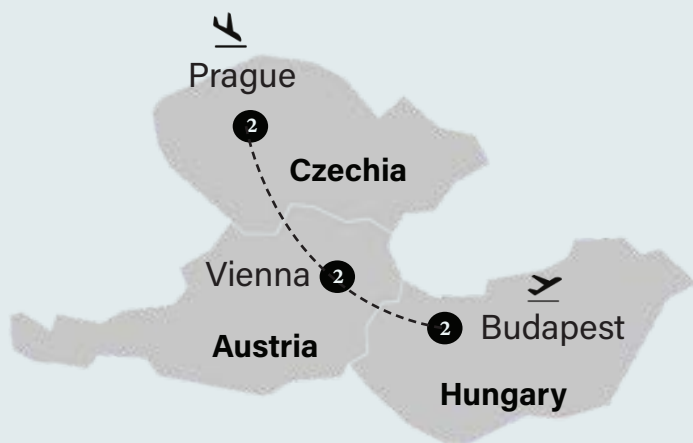 Prague
2
Czechia
Vienna
2
Austria
2
Budapest
Hungary